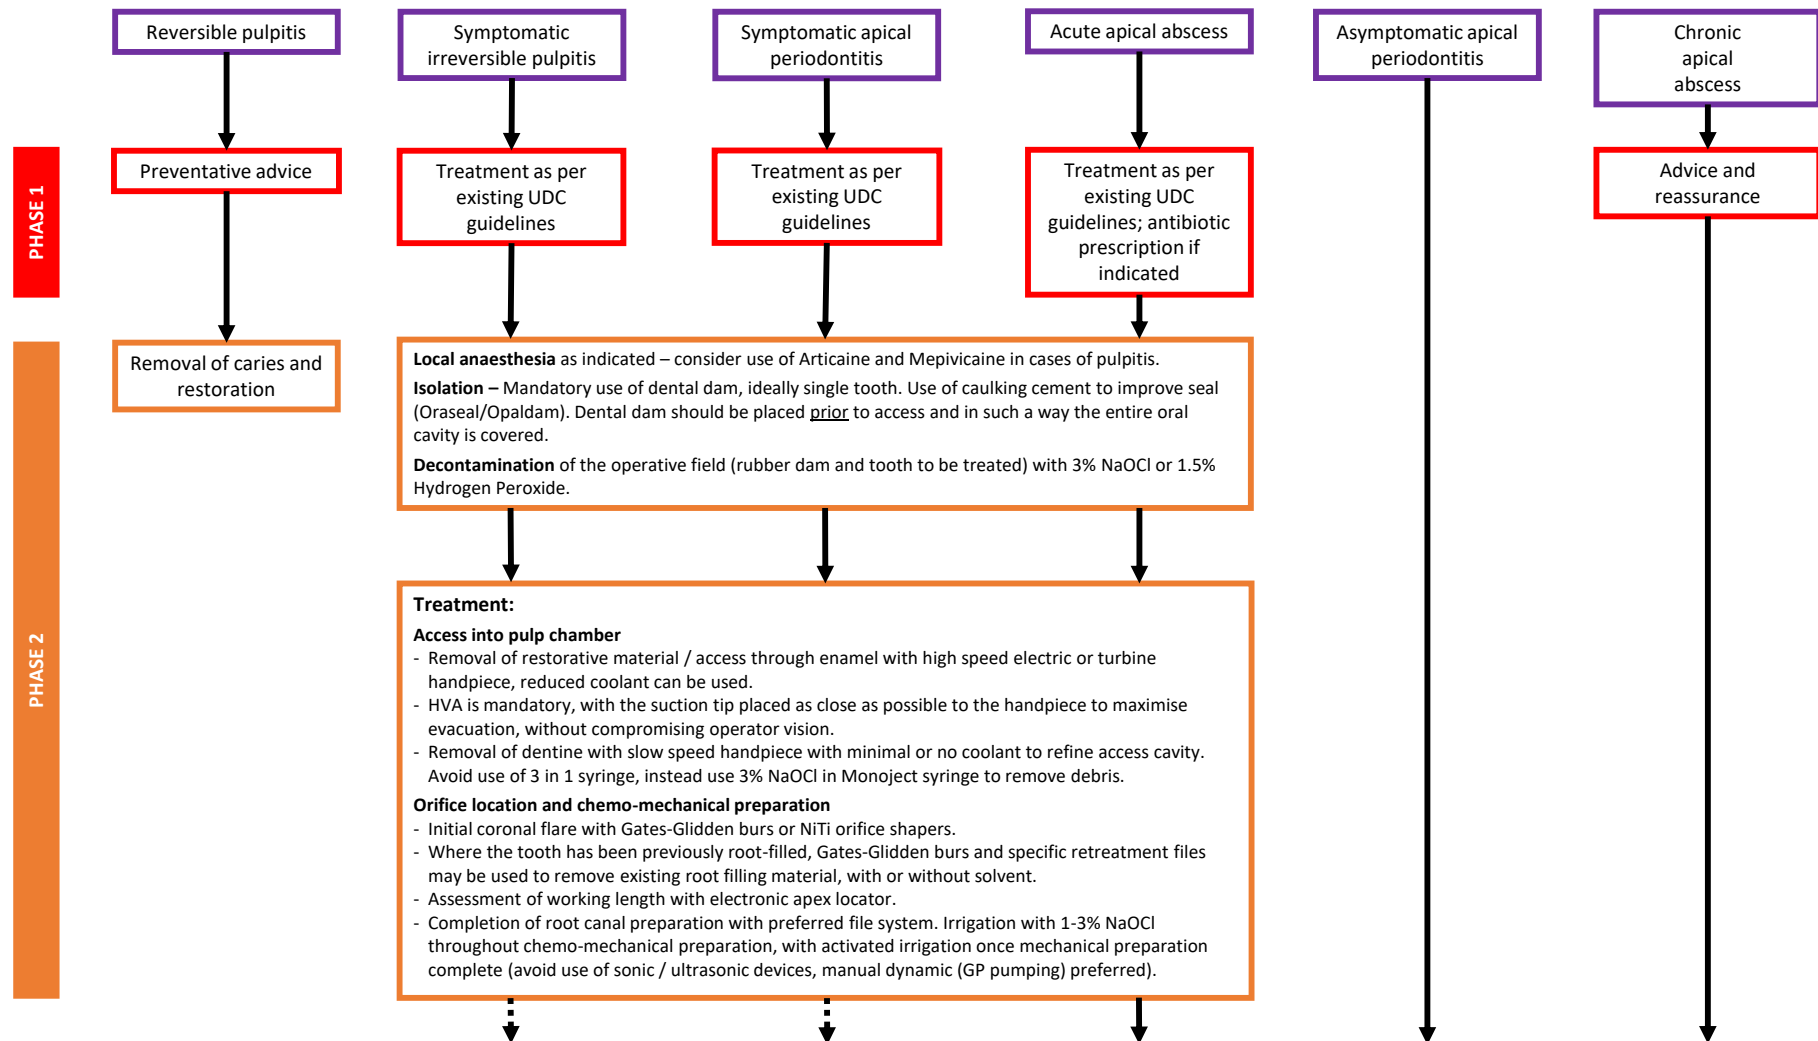 Reversible pulpitis
Symptomatic
irreversible pulpitis
Symptomatic apical
periodontitis
Acute apical abscess
Asymptomatic apical
periodontitis
Chronic
apical
abscess
PHASE 1
Preventative advice
Treatment as per
existing UDC
guidelines
Treatment as per
existing UDC
guidelines
Treatment as per
existing UDC
guidelines; antibiotic
prescription if
indicated
Advice and
reassurance
PHASE 2
Removal of caries and
restoration
Local anaesthesia as indicated – consider use of Articaine and Mepivicaine in cases of pulpitis.
Isolation – Mandatory use of dental dam, ideally single tooth. Use of caulking cement to improve seal
(Oraseal/Opaldam). Dental dam should be placed prior to access and in such a way the entire oral
cavity is covered.
Decontamination of the operative field (rubber dam and tooth to be treated) with 3% NaOCl or 1.5%
Hydrogen Peroxide.
Treatment:
Access into pulp chamber
- Removal of restorative material / access through enamel with high speed electric or turbine
handpiece, reduced coolant can be used.
- HVA is mandatory, with the suction tip placed as close as possible to the handpiece to maximise
evacuation, without compromising operator vision.
- Removal of dentine with slow speed handpiece with minimal or no coolant to refine access cavity.
Avoid use of 3 in 1 syringe, instead use 3% NaOCl in Monoject syringe to remove debris.
Orifice location and chemo-mechanical preparation
- Initial coronal flare with Gates-Glidden burs or NiTi orifice shapers.
- Where the tooth has been previously root-filled, Gates-Glidden burs and specific retreatment files
may be used to remove existing root filling material, with or without solvent.
- Assessment of working length with electronic apex locator.
- Completion of root canal preparation with preferred file system. Irrigation with 1-3% NaOCl
throughout chemo-mechanical preparation, with activated irrigation once mechanical preparation
complete (avoid use of sonic / ultrasonic devices, manual dynamic (GP pumping) preferred).